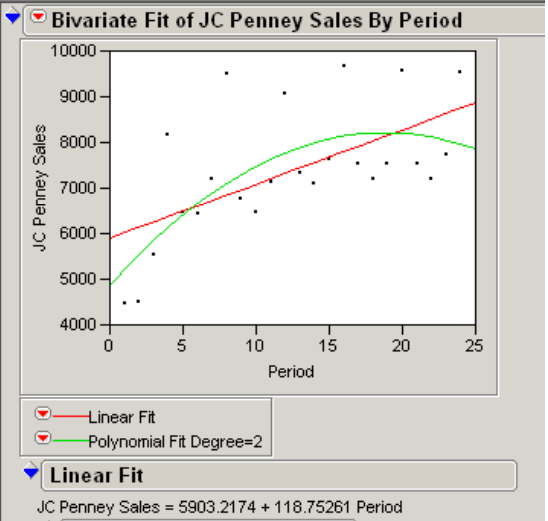 Bivariate Fit of JC Penney Sales By Period
10000
9000
8000
7000
6000
5000
4000
JC Penney Sales
0 5 10 15 20 25
Period
Linear Fit
Polynomial Fit Degree=2
Linear Fit
JC Penney Sales = 5903.2174 + 118.75261 Period